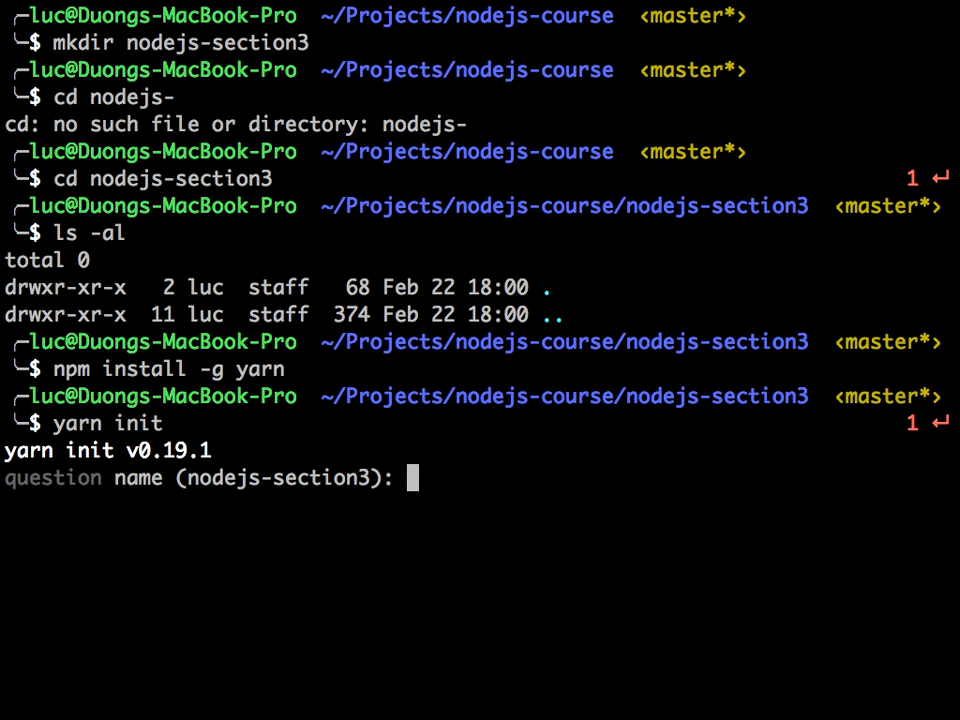 ╭─luc@Duongs-MacBook-Pro  ~/Projects/nodejs-course  ‹master*›
╰─$ mkdir nodejs-section3
╭─luc@Duongs-MacBook-Pro  ~/Projects/nodejs-course  ‹master*›
╰─$ cd nodejs-
cd: no such file or directory: nodejs-
╭─luc@Duongs-MacBook-Pro  ~/Projects/nodejs-course  ‹master*›
╰─$ cd nodejs-section3 1 ↵
╭─luc@Duongs-MacBook-Pro  ~/Projects/nodejs-course/nodejs-section3  ‹master*›
╰─$ ls -al
total 0
drwxr-xr-x   2 luc  staff   68 Feb 22 18:00 .
drwxr-xr-x  11 luc  staff  374 Feb 22 18:00 ..
╭─luc@Duongs-MacBook-Pro  ~/Projects/nodejs-course/nodejs-section3  ‹master*›
╰─$ npm install -g yarn
╭─luc@Duongs-MacBook-Pro  ~/Projects/nodejs-course/nodejs-section3  ‹master*›
╰─$ yarn init 1 ↵
yarn init v0.19.1
question name (nodejs-section3):